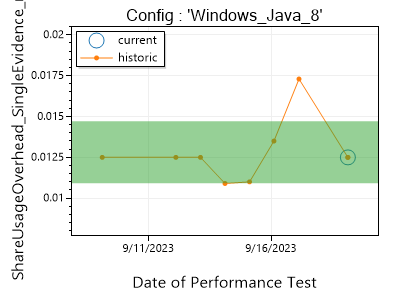 Config : 'Windows_Java_8'
ShareUsageOverhead_SingleEvidence_
0.02
0.0175
0.015
0.0125
0.01
current
historic
9/11/2023
9/16/2023
Date of Performance Test